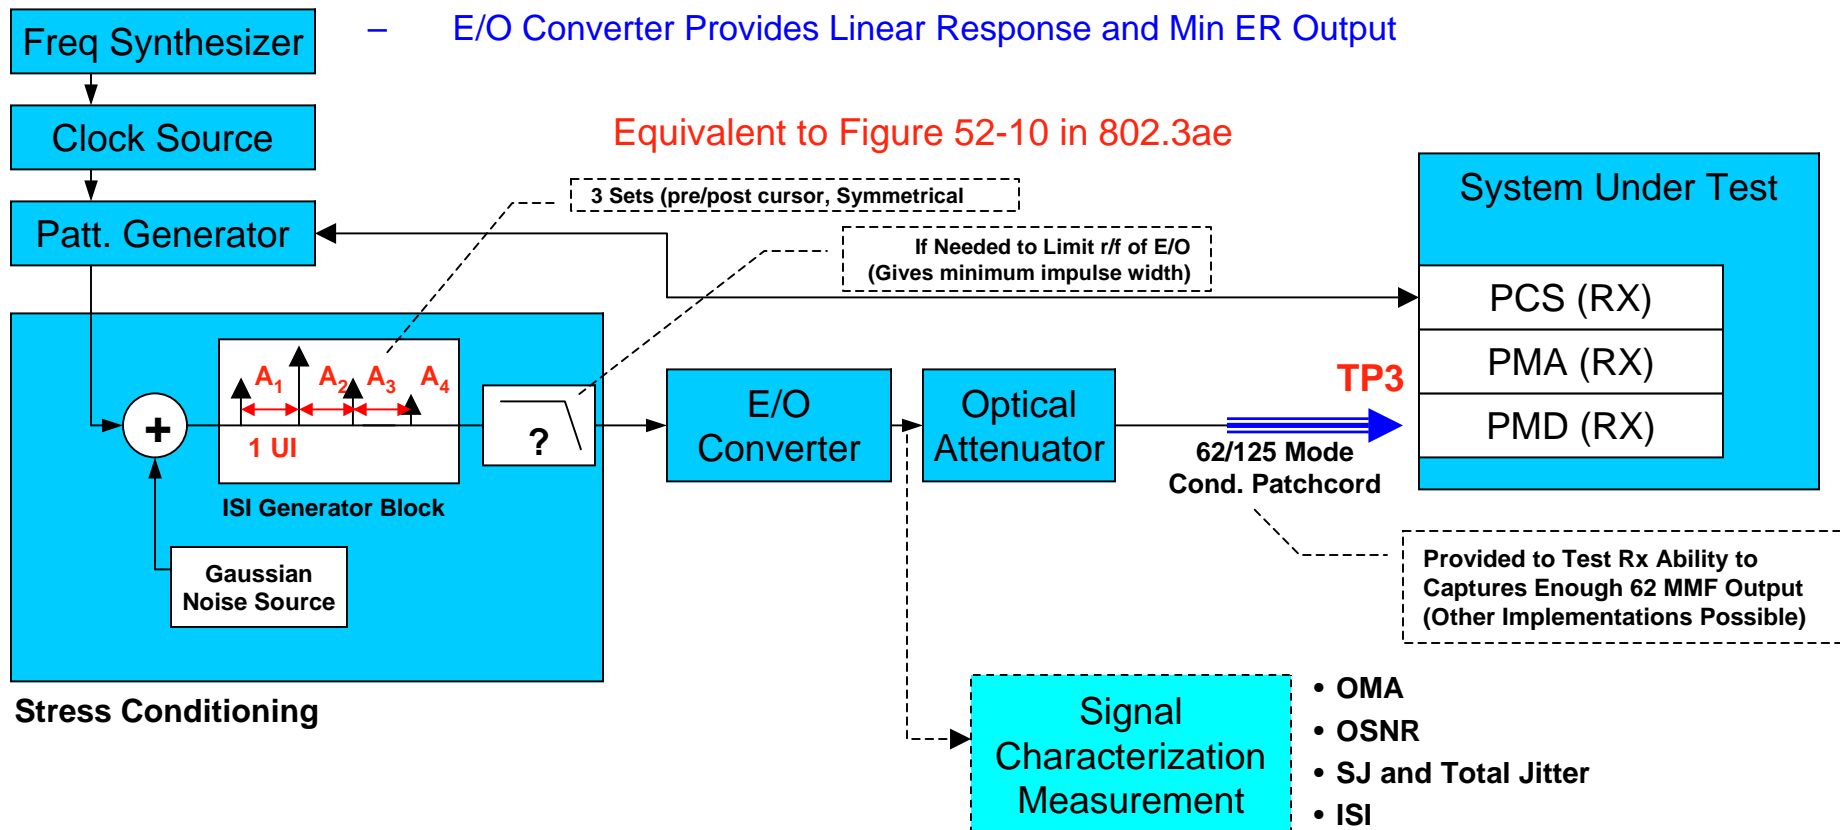 Freq Synthesizer
– E/O Converter Provides Linear Response and Min ER Output
Clock Source
Equivalent to Figure 52-10 in 802.3ae
Patt. Generator
3 Sets (pre/post cursor, Symmetrical
If Needed to Limit r/f of E/O
(Gives minimum impulse width)
System Under Test
PCS (RX)
PMA (RX)
PMD (RX)
A1 A2 A3 A4
1 UI
+
?
ISI Generator Block
Gaussian
Noise Source
Stress Conditioning
E/O
Converter
Optical
Attenuator
TP3
62/125 Mode
Cond. Patchcord
Provided to Test Rx Ability to
Captures Enough 62 MMF Output
(Other Implementations Possible)
Signal
Characterization
Measurement
• OMA
• OSNR
• SJ and Total Jitter
• ISI